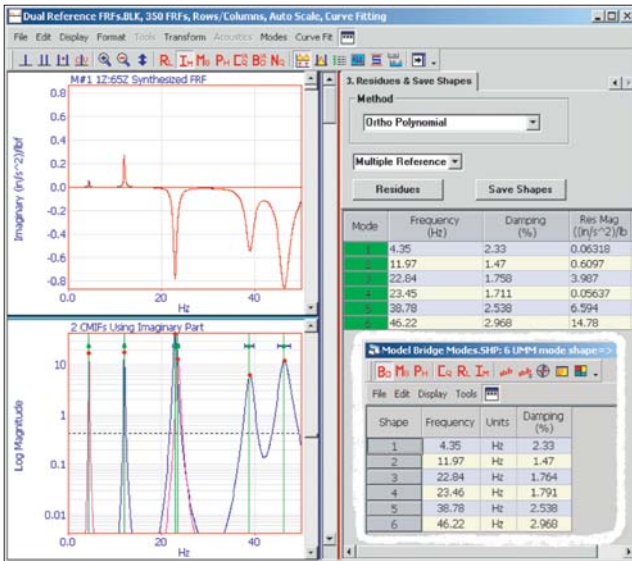 Dual Reference FRFs.BLK, 350 FRFs, Rows/Columns, Auto Scale, Curve Fitting
File Edit Display Format Tools Transform Acoustics Modes Curve Fit
M#1 1Z:65Z Synthesized FRF
Imaginary (in/s^2)/lbf
0.8
0.6
0.4
0.2
0.0
-0.2
-0.4
-0.6
-0.8
0.0 20 40
Hz
2 CMIFs Using Imaginary Part
Log Magnitude
10
1
0.1
0.01
0.0 20 40
Hz
3. Residues & Save Shapes
Method
Ortho Polynomial
Multiple Reference
Residues Save Shapes
Mode Frequency (Hz) Damping (%) Res Mag ((in/s^2)/lb
1 4.35 2.33 0.06318
2 11.97 1.47 0.6097
3 22.84 1.758 3.987
4 23.45 1.711 0.05637
5 38.78 2.538 6.594
6 46.22 2.968 14.78
Model Bridge Modes.SHP: 6 UMM mode shape=>
File Edit Display Tools
Shape Frequency Units Damping (%)
1 4.35 Hz 2.33
2 11.97 Hz 1.47
3 22.84 Hz 1.764
4 23.46 Hz 1.791
5 38.78 Hz 2.538
6 46.22 Hz 2.968